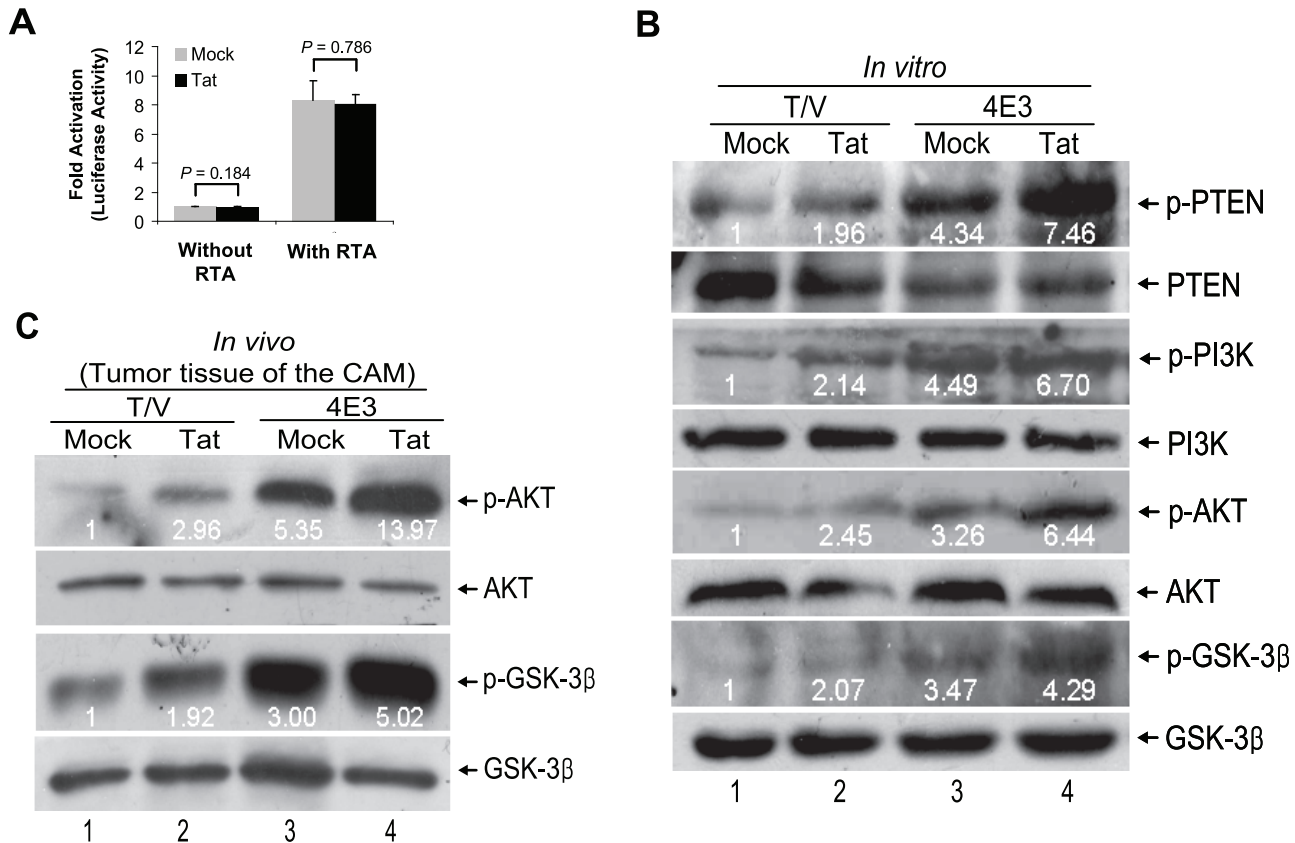 A
Fold Activation
(Luciferase Activity)
12
10
8
6
4
2
0
Mock
Tat
P = 0.184
P = 0.786
Without
RTA
With RTA
B
In vitro
T/V 4E3
Mock Tat Mock Tat
1 1.96 4.34 7.46
p-PTEN
PTEN
1 2.14 4.49 6.70
p-PI3K
PI3K
1 2.45 3.26 6.44
p-AKT
AKT
1 2.07 3.47 4.29
p-GSK-3β
GSK-3β
1 2 3 4
C
In vivo
(Tumor tissue of the CAM)
T/V 4E3
Mock Tat Mock Tat
1 2.96 5.35 13.97
p-AKT
AKT
1 1.92 3.00 5.02
p-GSK-3β
GSK-3β
1 2 3 4